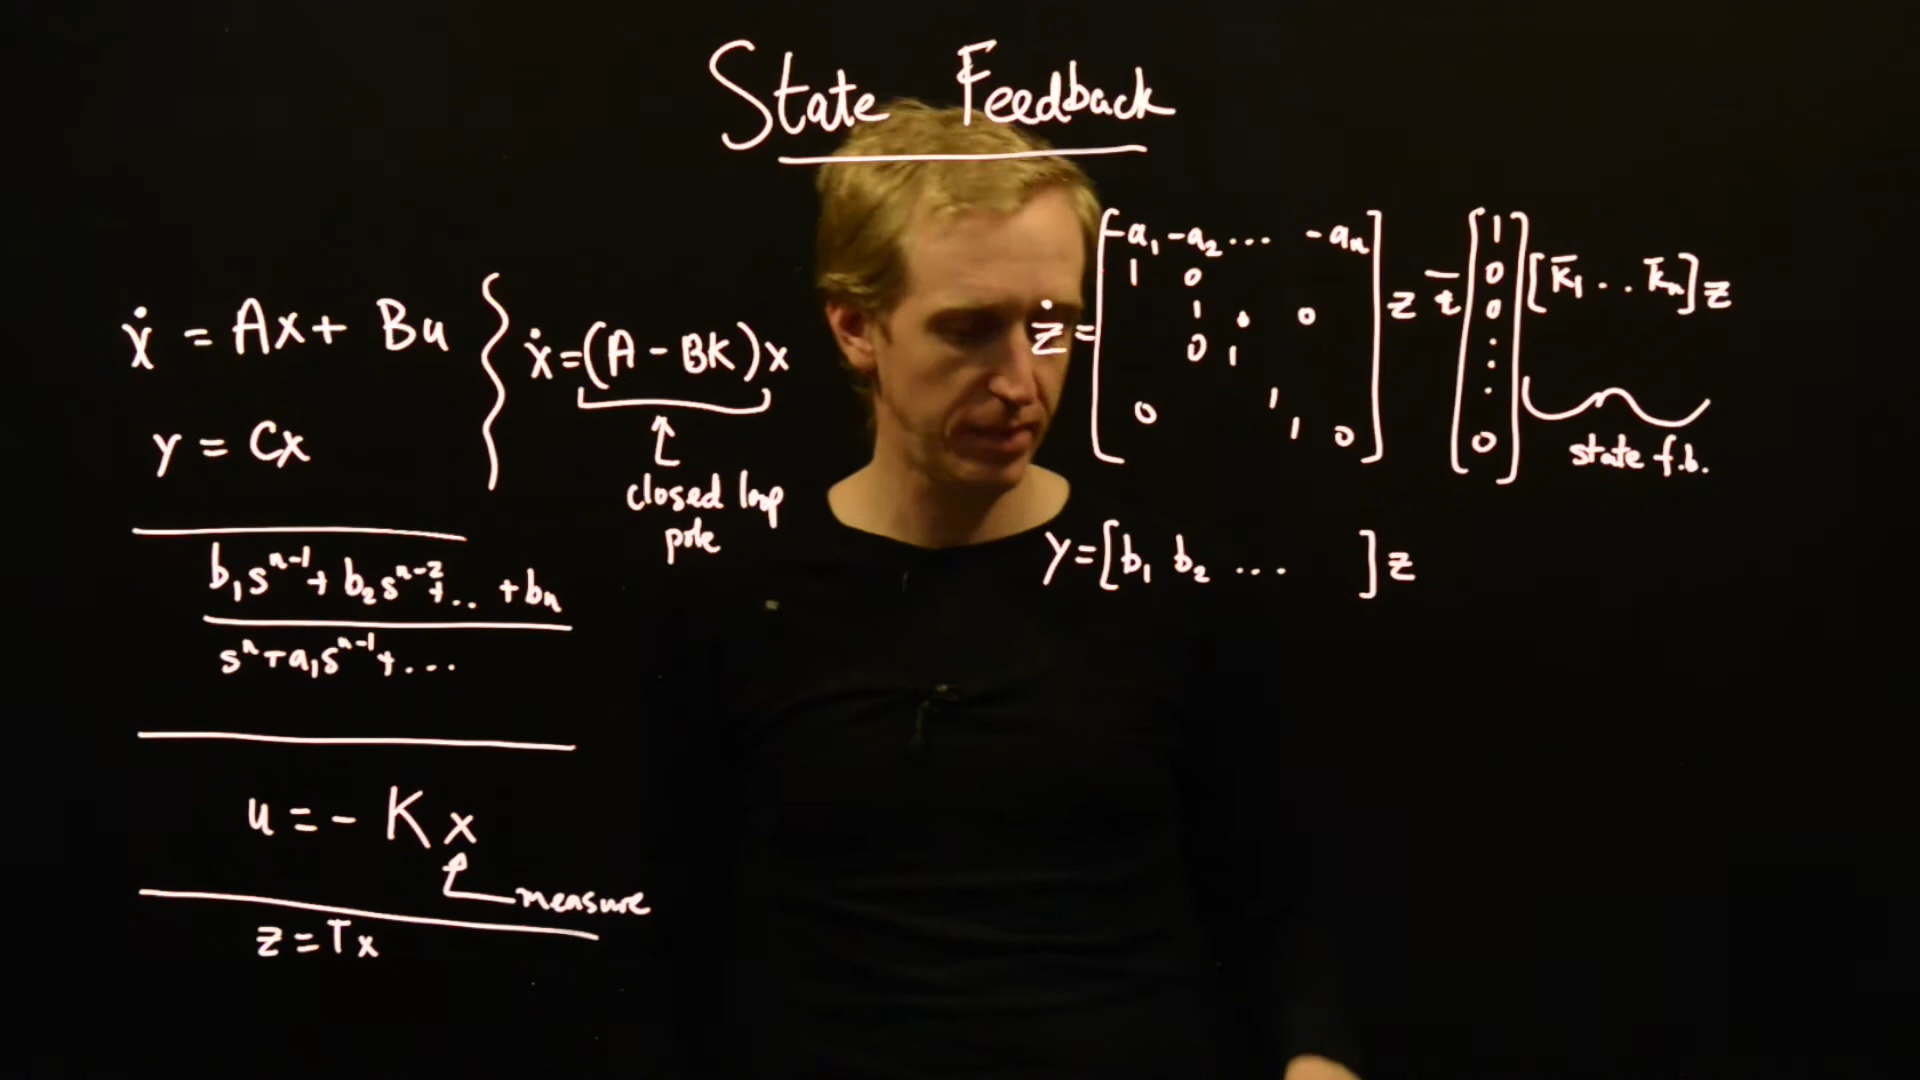 State Feedback
ẋ = Ax + Bu
y = Cx
ẋ = (A - BK)x
closed loop
pole
b₁sⁿ⁻¹ + b₂sⁿ⁻² + .. + bₙ
sⁿ + a₁sⁿ⁻¹ + ...
u = - K x
measure
z = Tx
ż = [ -a₁ -a₂ ... -aₙ ] z - [ 1 ] [k̄₁ .. k̄ₙ] z
1 0 0
1 . 0 0
0 1 .
1 .
0 1 0 0
state f.b.
y = [b₁ b₂ ... ] z